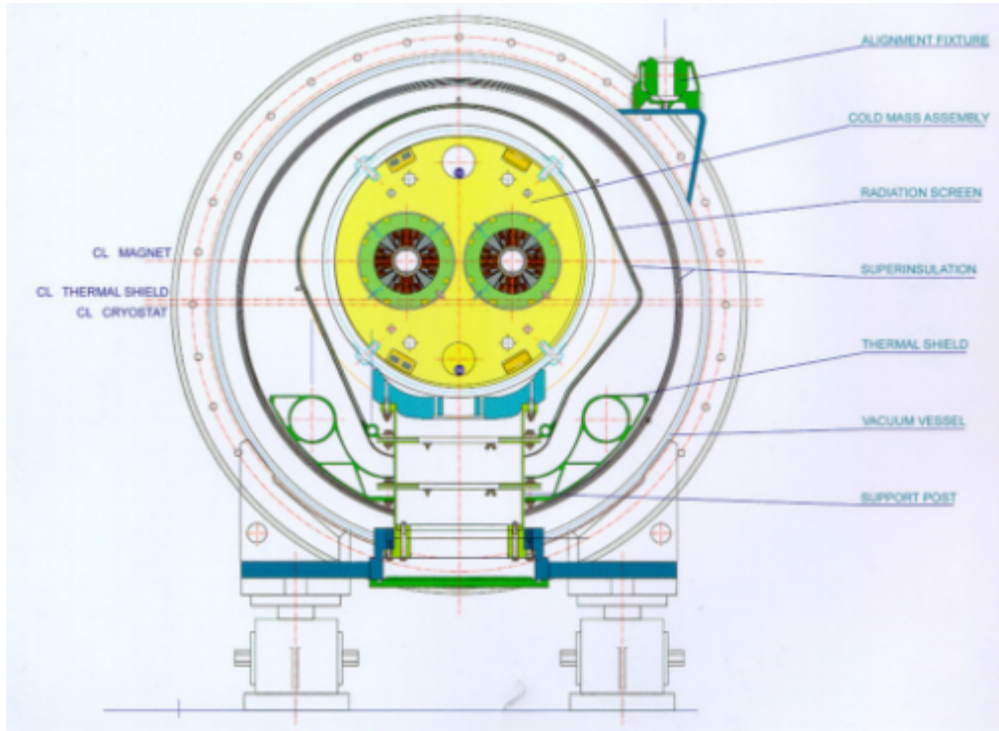 ALIGNMENT FIXTURE
COLD MASS ASSEMBLY
RADIATION SCREEN
CL MAGNET
SUPERINSULATION
CL THERMAL SHIELD
CL CRYOSTAT
THERMAL SHIELD
VACUUM VESSEL
SUPPORT POST